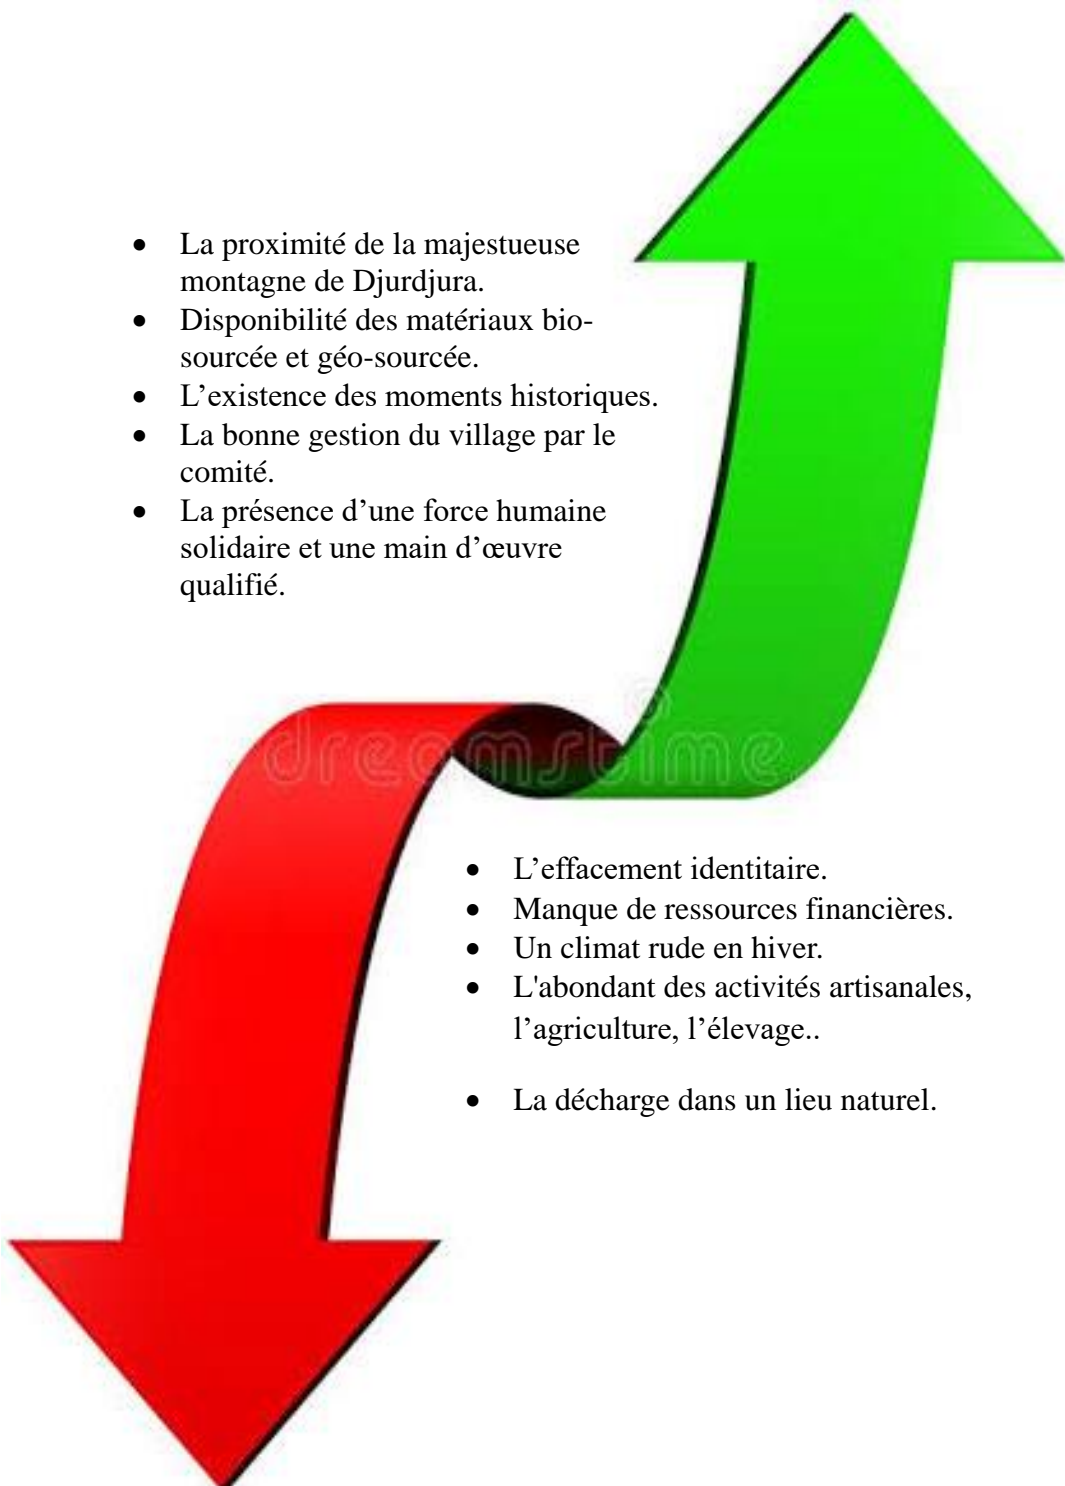 • La proximité de la majestueuse
montagne de Djurdjura.
• Disponibilité des matériaux bio-
sourcée et géo-sourcée.
• L’existence des moments historiques.
• La bonne gestion du village par le
comité.
• La présence d’une force humaine
solidaire et une main d’œuvre
qualifié.
dreamstime
• L’effacement identitaire.
• Manque de ressources financières.
• Un climat rude en hiver.
• L'abondant des activités artisanales,
l’agriculture, l’élevage..
• La décharge dans un lieu naturel.